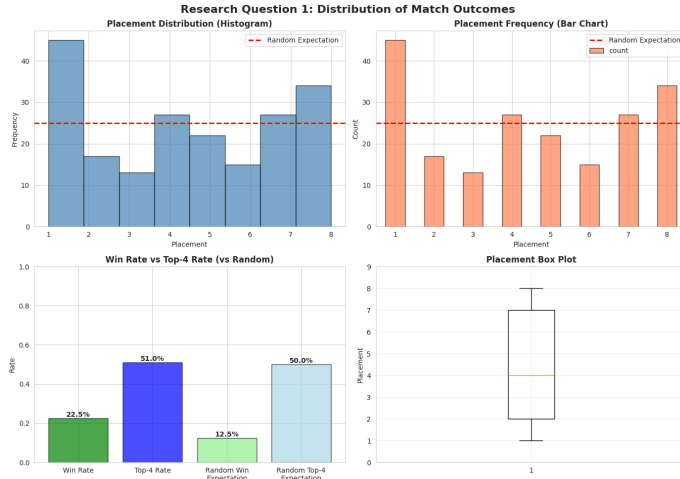 Research Question 1: Distribution of Match Outcomes
Placement Distribution (Histogram)
Random Expectation
Frequency
40
30
20
10
0
1 2 3 4 5 6 7 8
Placement
Placement Frequency (Bar Chart)
Random Expectation
count
Count
40
30
20
10
0
1 2 3 4 5 6 7 8
Placement
Win Rate vs Top-4 Rate (vs Random)
Rate
1.0
0.8
0.6
0.4
0.2
0.0
22.5%
51.0%
12.5%
50.0%
Win Rate
Top-4 Rate
Random Win
Expectation
Random Top-4
Expectation
Placement Box Plot
Placement
9
8
7
6
5
4
3
2
1
0
1